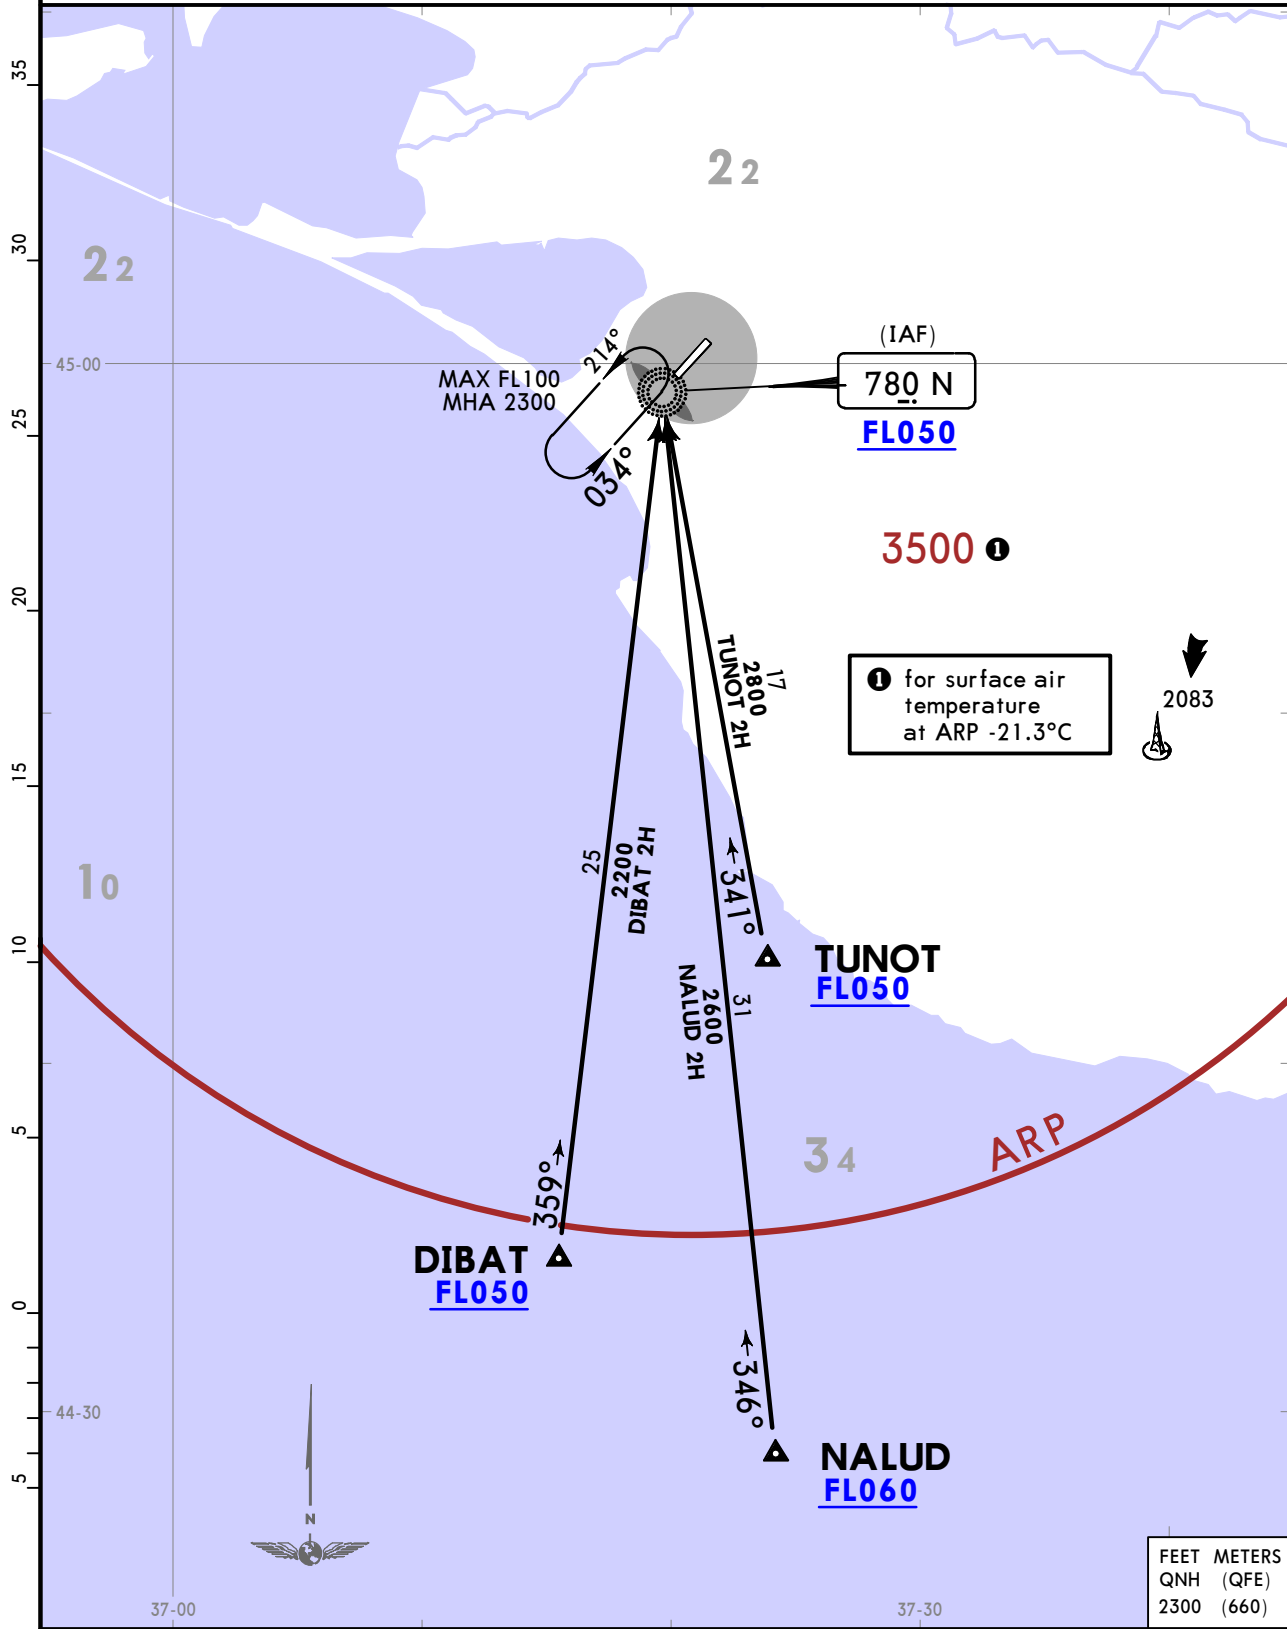 35
30
25
20
15
10
5
0
5
22
22
45-00
MAX FL100
MHA 2300
214°
034°
(IAF)
780 N
FL050
3500 ❶
❶ for surface air
temperature
at ARP -21.3°C
2083
17
2800
TUNOT 2H
25
2200
DIBAT 2H
10
341°
TUNOT
FL050
31
2600
NALUD 2H
34
ARP
359°
DIBAT
FL050
346°
44-30
NALUD
FL060
N
37-00
37-30
FEET METERS
QNH (QFE)
2300 (660)